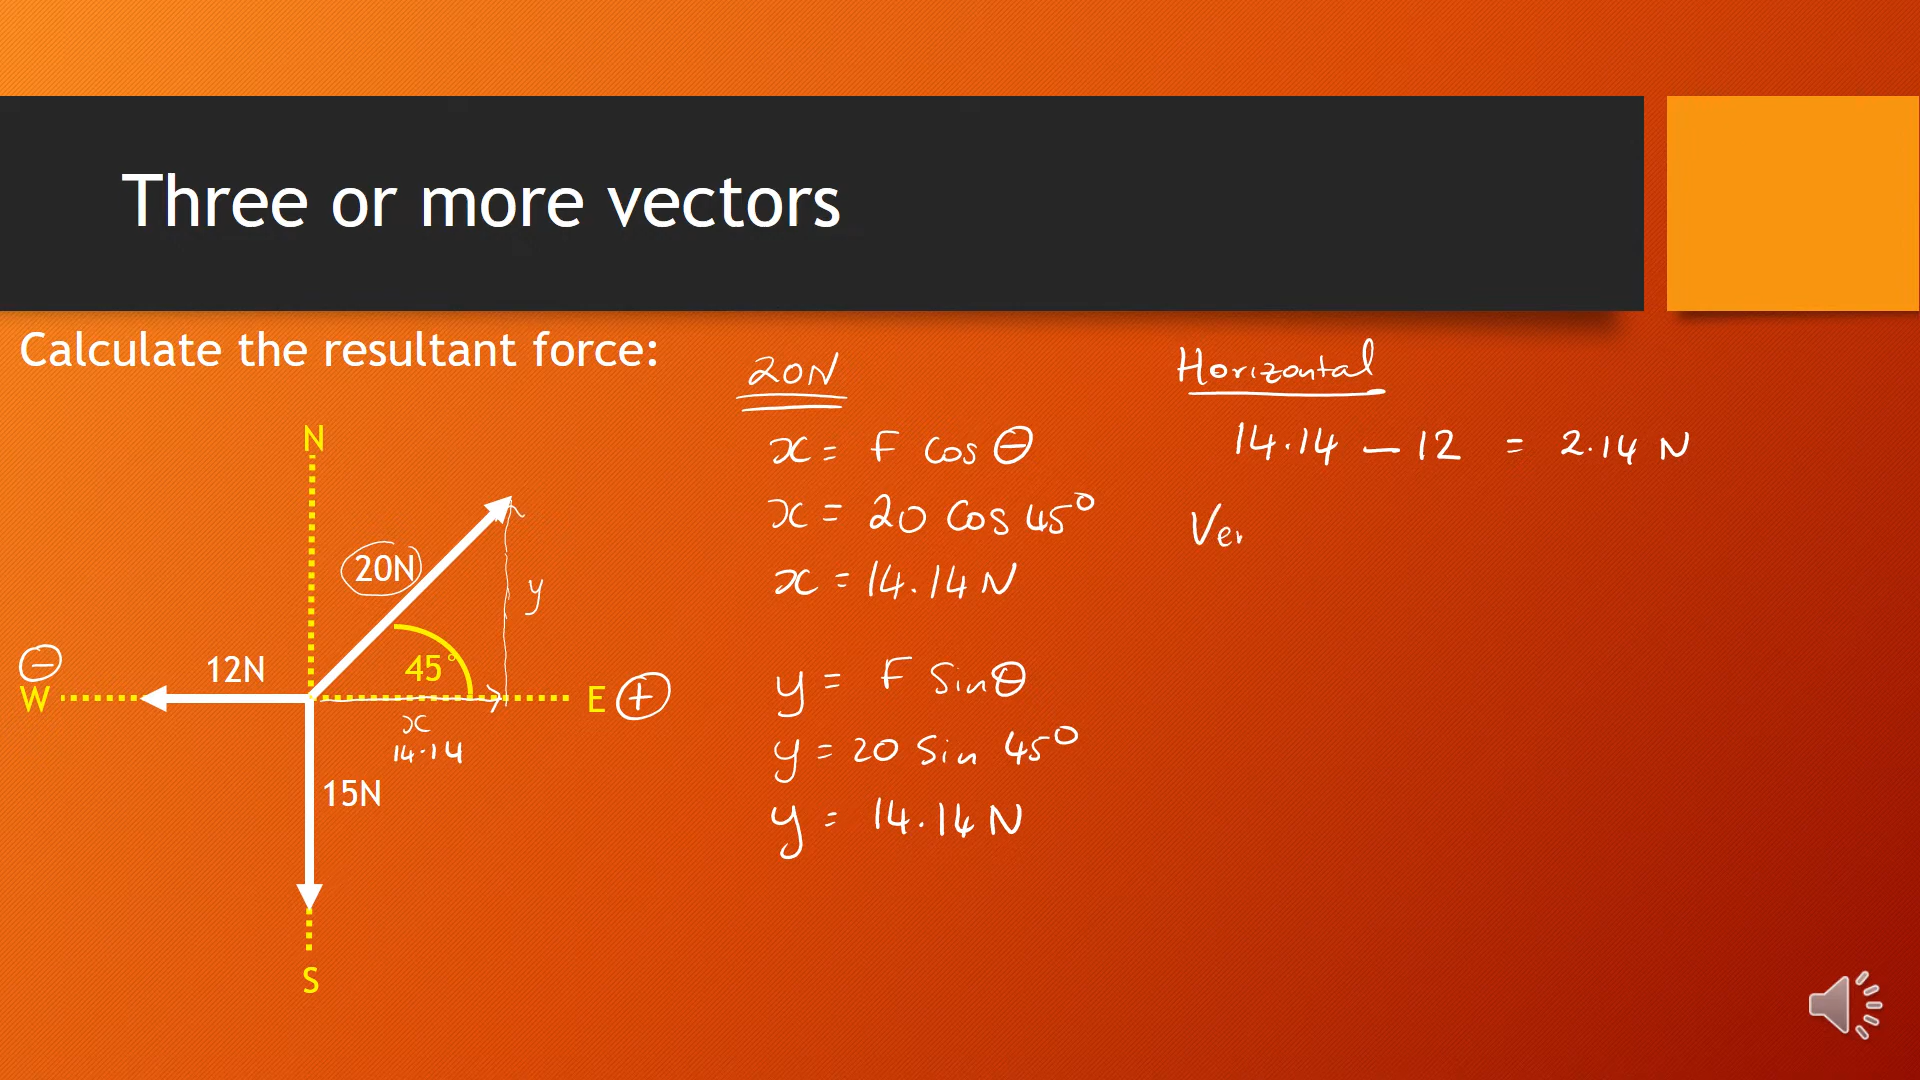 Three or more vectors
Calculate the resultant force:
N
20N
y
45°
12N
W
−
E
+
x
14.14
15N
S
20N
x = F cos θ
x = 20 cos 45°
x = 14.14 N
y = F Sin θ
y = 20 Sin 45°
y = 14.14 N
Horizontal
14.14 − 12 = 2.14 N
Ver